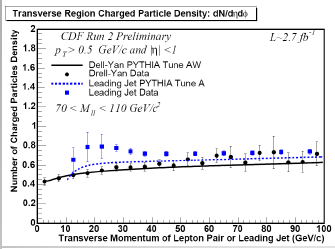 Transverse Region Charged Particle Density: dN/dηdφ
Number of Charged Particles Density
CDF Run 2 Preliminary
L~2.7 fb⁻¹
p_T > 0.5 GeV/c and |η| <1
Dell-Yan PYTHIA Tune AW
Drell-Yan Data
Leading Jet PYTHIA Tune A
Leading Jet Data
70 < M_ll < 110 GeV/c²
2
1.8
1.6
1.4
1.2
1
0.8
0.6
0.4
0.2
0
0 10 20 30 40 50 60 70 80 90 100
Transverse Momentum of Lepton Pair or Leading Jet (GeV/c)